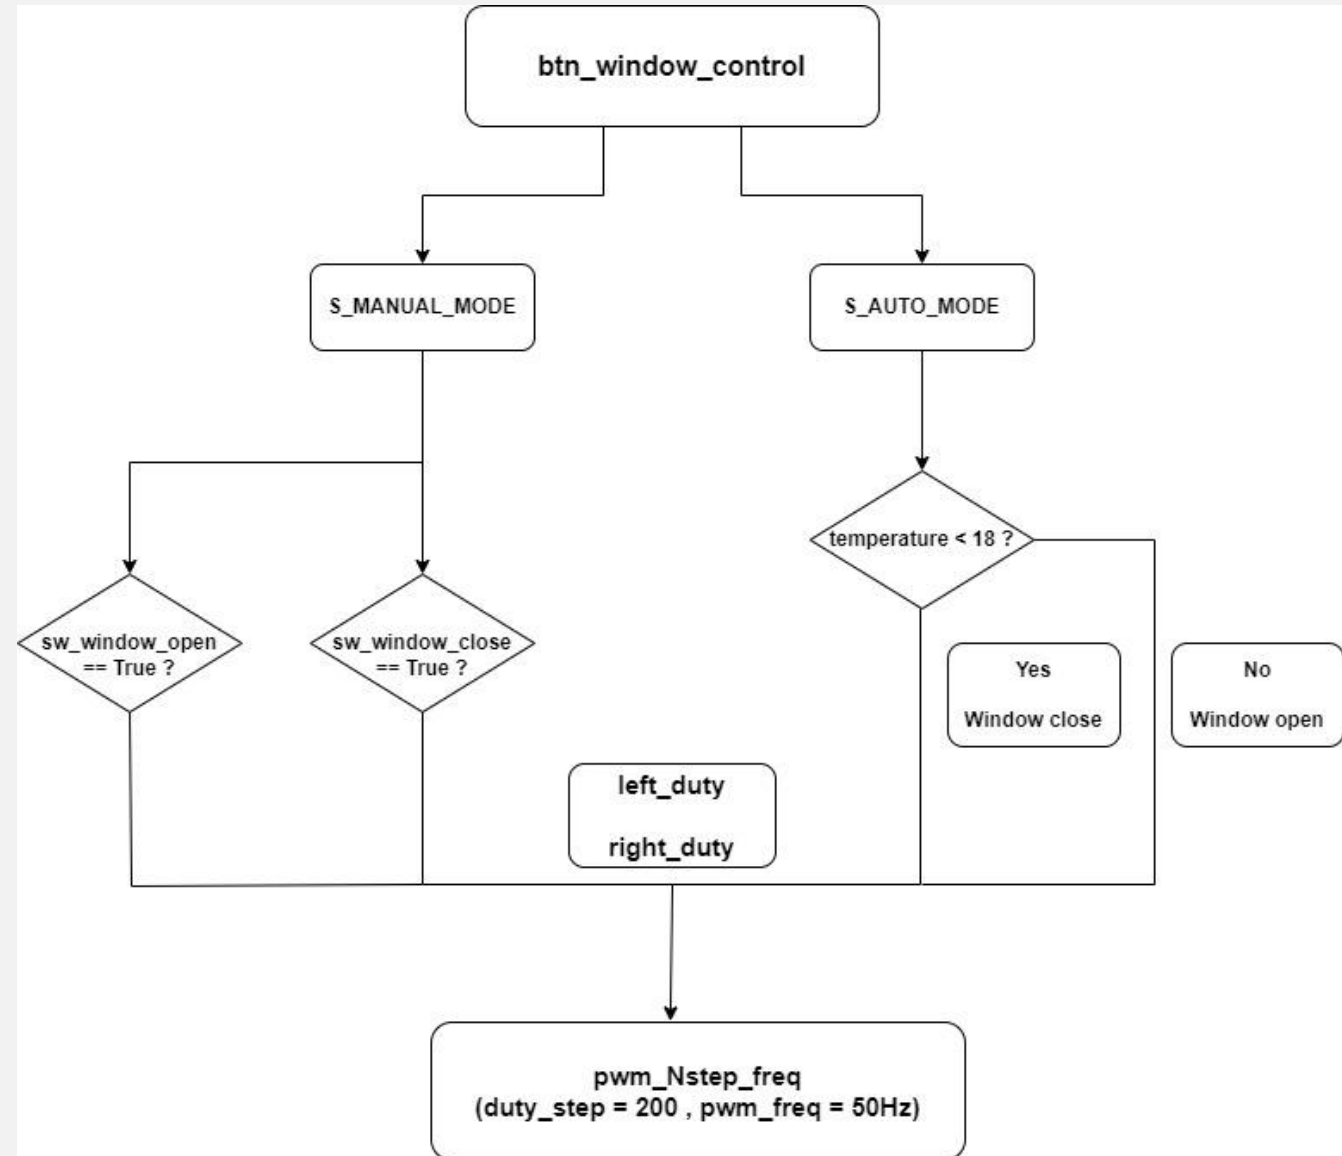 btn_window_control
S_MANUAL_MODE
S_AUTO_MODE
temperature < 18 ?
sw_window_open
== True ?
sw_window_close
== True ?
Yes
Window close
No
Window open
left_duty
right_duty
pwm_Nstep_freq
(duty_step = 200 , pwm_freq = 50Hz)